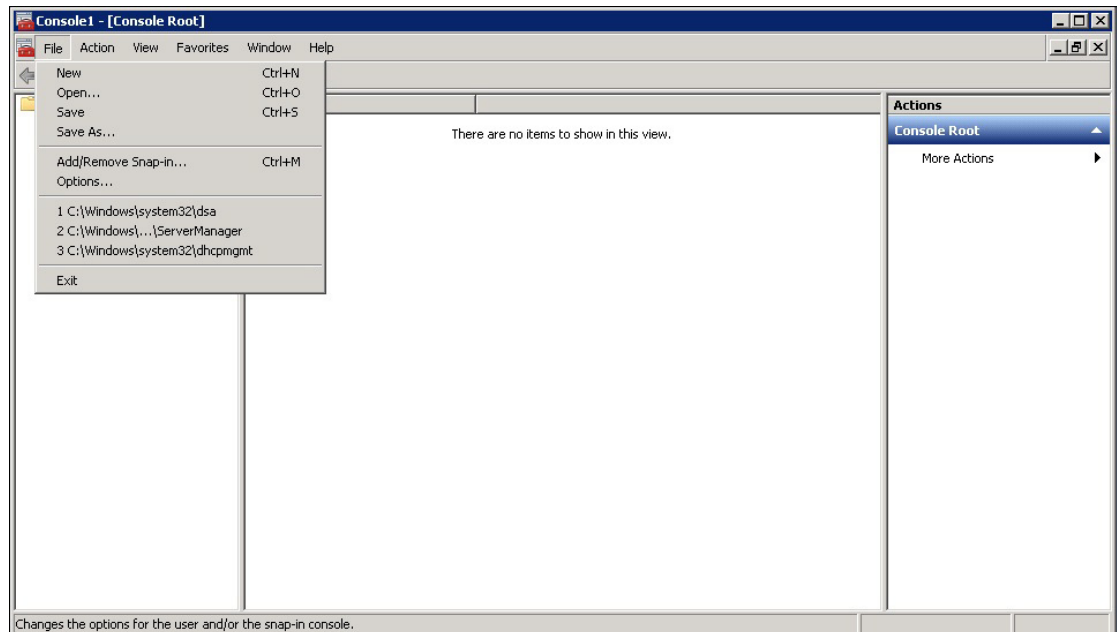 Console1 - [Console Root]
File Action View Favorites Window Help
New Ctrl+N
Open... Ctrl+O
Save Ctrl+S
Save As...
Add/Remove Snap-in... Ctrl+M
Options...
1 C:\Windows\system32\dsa
2 C:\Windows\...\ServerManager
3 C:\Windows\system32\dhcpmgmt
Exit
There are no items to show in this view.
Actions
Console Root
More Actions
Changes the options for the user and/or the snap-in console.